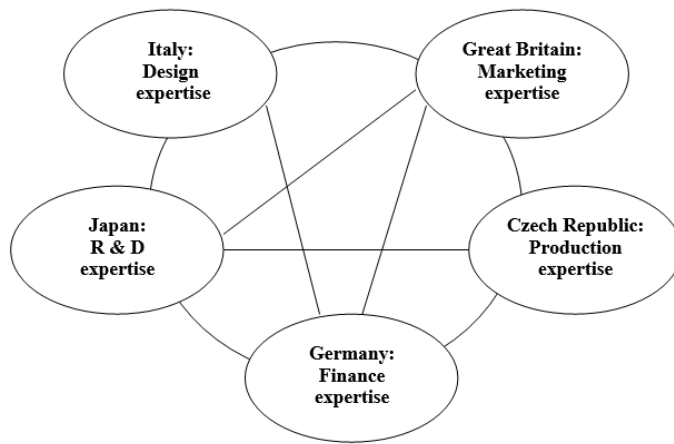 Italy:
Design
expertise
Great Britain:
Marketing
expertise
Japan:
R & D
expertise
Czech Republic:
Production
expertise
Germany:
Finance
expertise